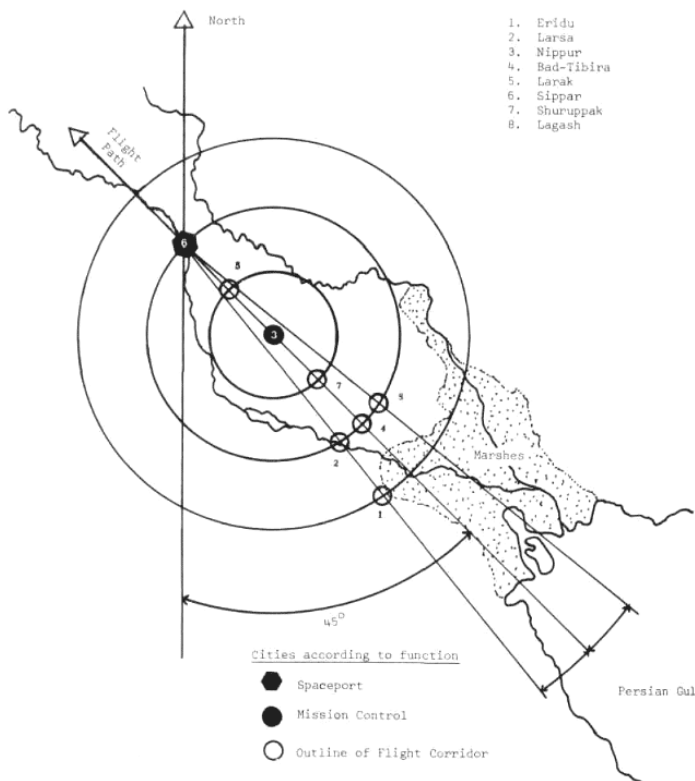 North
1. Eridu
2. Larsa
3. Nippur
4. Bad-Tibira
5. Larak
6. Sippar
7. Shuruppak
8. Lagash
Flight
Path
6
3
7
4
2
Marshes
1
45°
Cities according to function
Spaceport
Persian Gul
Mission Control
Outline of Flight Corridor